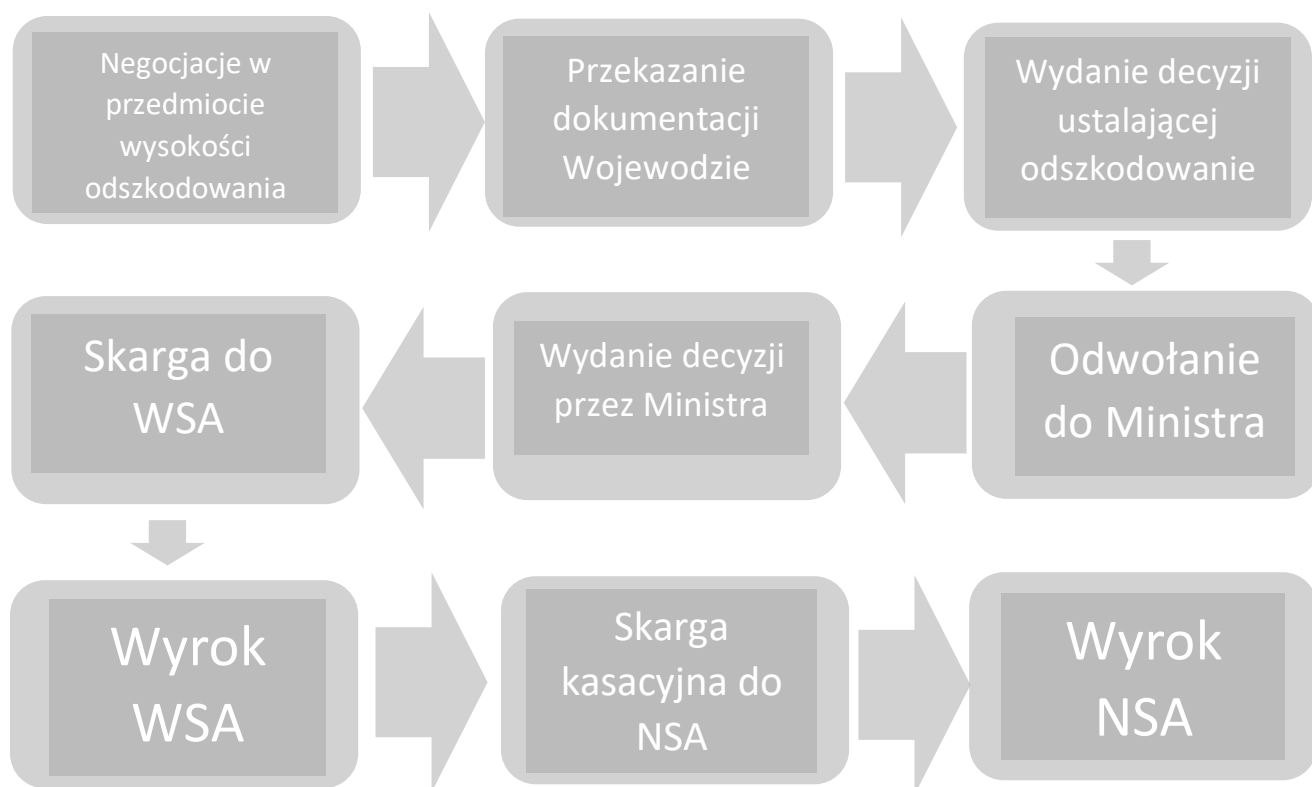 Negocjacje w
przedmiocie
wysokości
odszkodowania
Przekazanie
dokumentacji
Wojewodzie
Wydanie decyzji
ustalającej
odszkodowanie
Odwołanie
do Ministra
Wydanie decyzji
przez Ministra
Skarga do
WSA
Wyrok
WSA
Skarga
kasacyjna do
NSA
Wyrok
NSA